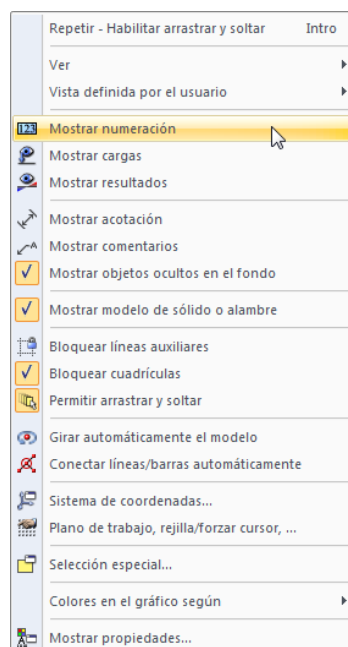 Repetir - Habilitar arrastrar y soltar Intro
Ver
Vista definida por el usuario
123 Mostrar numeración
Mostrar cargas
Mostrar resultados
Mostrar acotación
A Mostrar comentarios
Mostrar objetos ocultos en el fondo
Mostrar modelo de sólido o alambre
Bloquear líneas auxiliares
Bloquear cuadrículas
Permitir arrastrar y soltar
Girar automáticamente el modelo
Conectar líneas/barras automáticamente
Sistema de coordenadas...
Plano de trabajo, rejilla/forzar cursor, ...
Selección especial...
Colores en el gráfico según
A Mostrar propiedades...